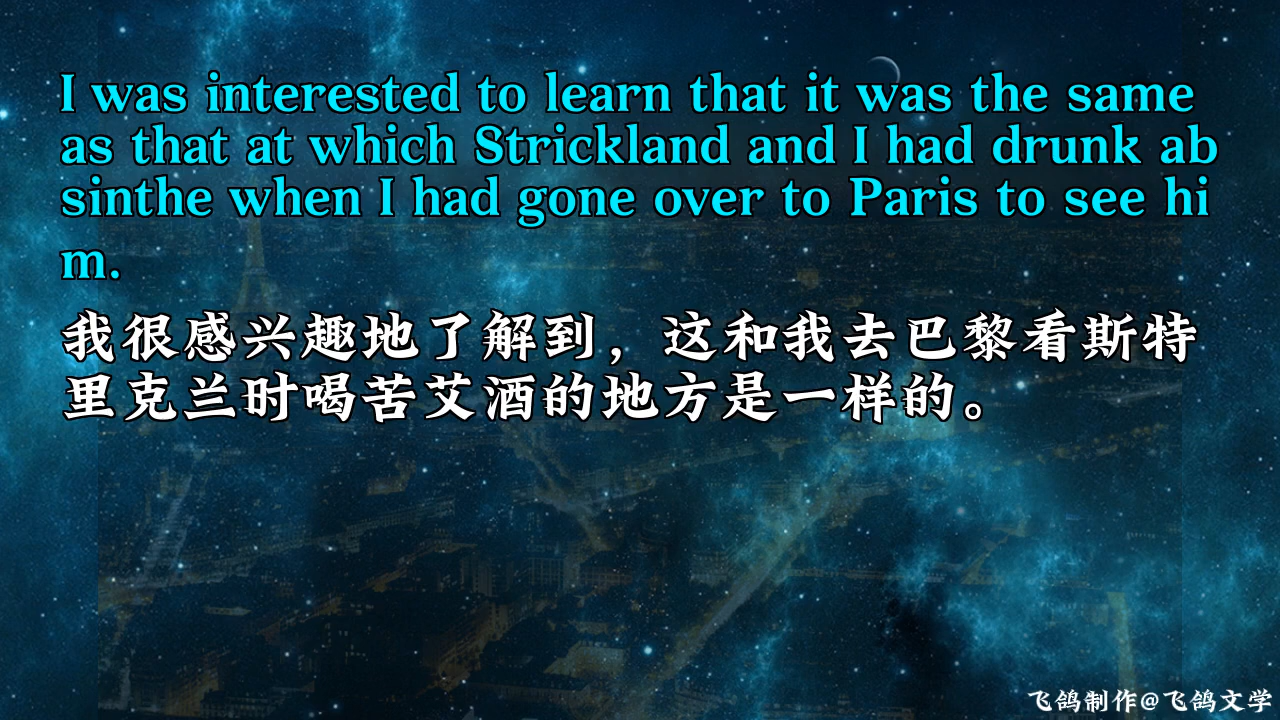 I was interested to learn that it was the same
as that at which Strickland and I had drunk ab
sinthe when I had gone over to Paris to see hi
m.
我很感兴趣地了解到，这和我去巴黎看斯特
里克兰时喝苦艾酒的地方是一样的。
飞鸽制作@飞鸽文学